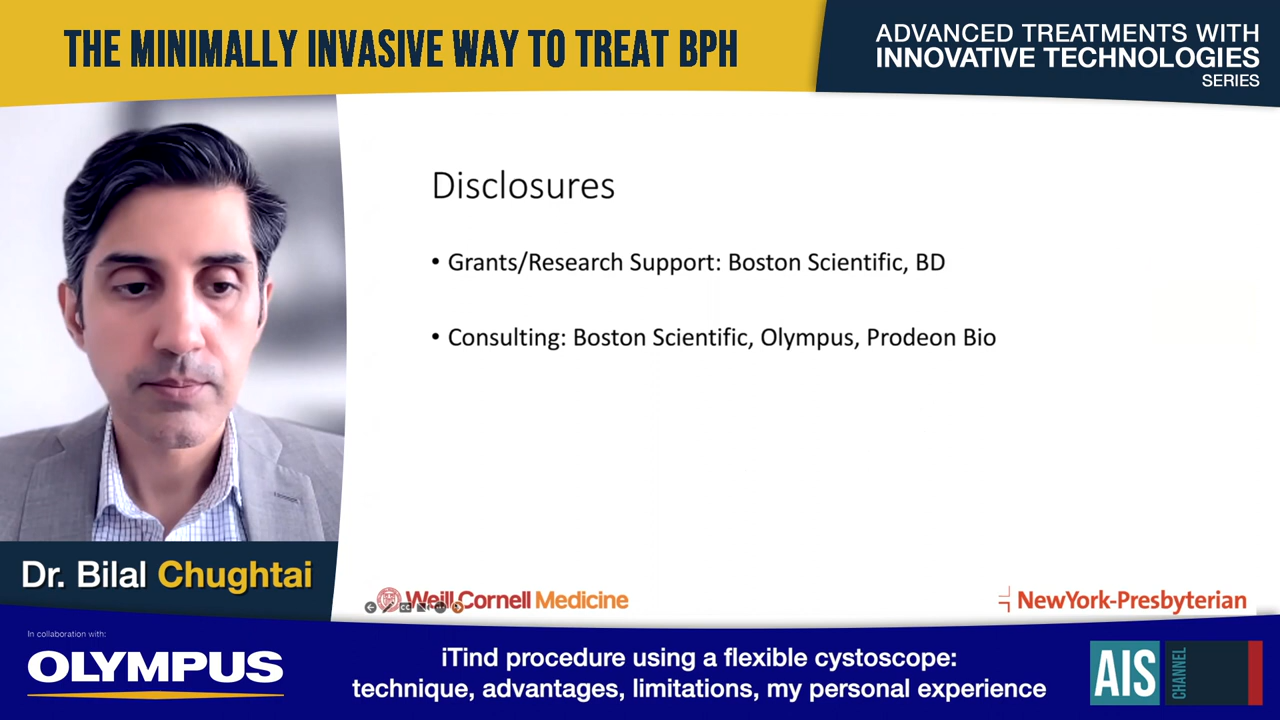 THE MINIMALLY INVASIVE WAY TO TREAT BPH
ADVANCED TREATMENTS WITH
INNOVATIVE TECHNOLOGIES
SERIES
Disclosures
• Grants/Research Support: Boston Scientific, BD
• Consulting: Boston Scientific, Olympus, Prodeon Bio
Dr. Bilal Chughtai
Weill Cornell Medicine
NewYork-Presbyterian
In collaboration with:
OLYMPUS
iTind procedure using a flexible cystoscope:
technique, advantages, limitations, my personal experience
AIS
CHANNEL